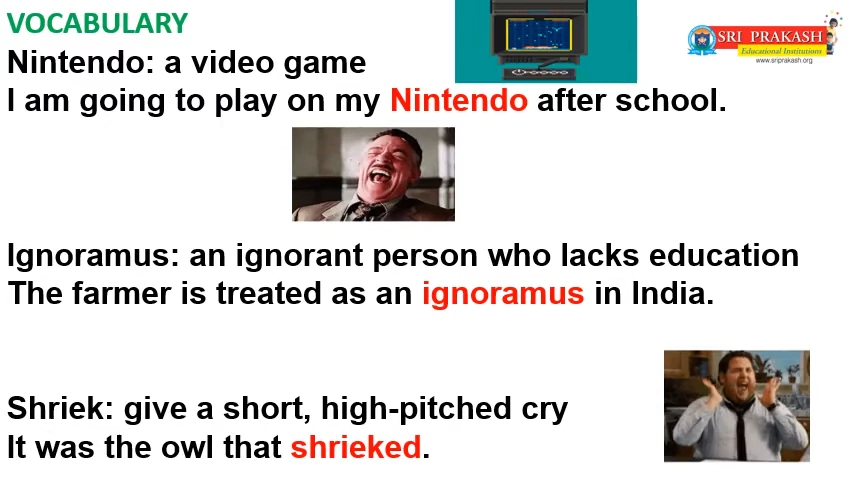 VOCABULARY
SRI PRAKASH
Educational Institutions
www.sriprakash.org
Nintendo: a video game
I am going to play on my Nintendo after school.
Ignoramus: an ignorant person who lacks education
The farmer is treated as an ignoramus in India.
Shriek: give a short, high-pitched cry
It was the owl that shrieked.